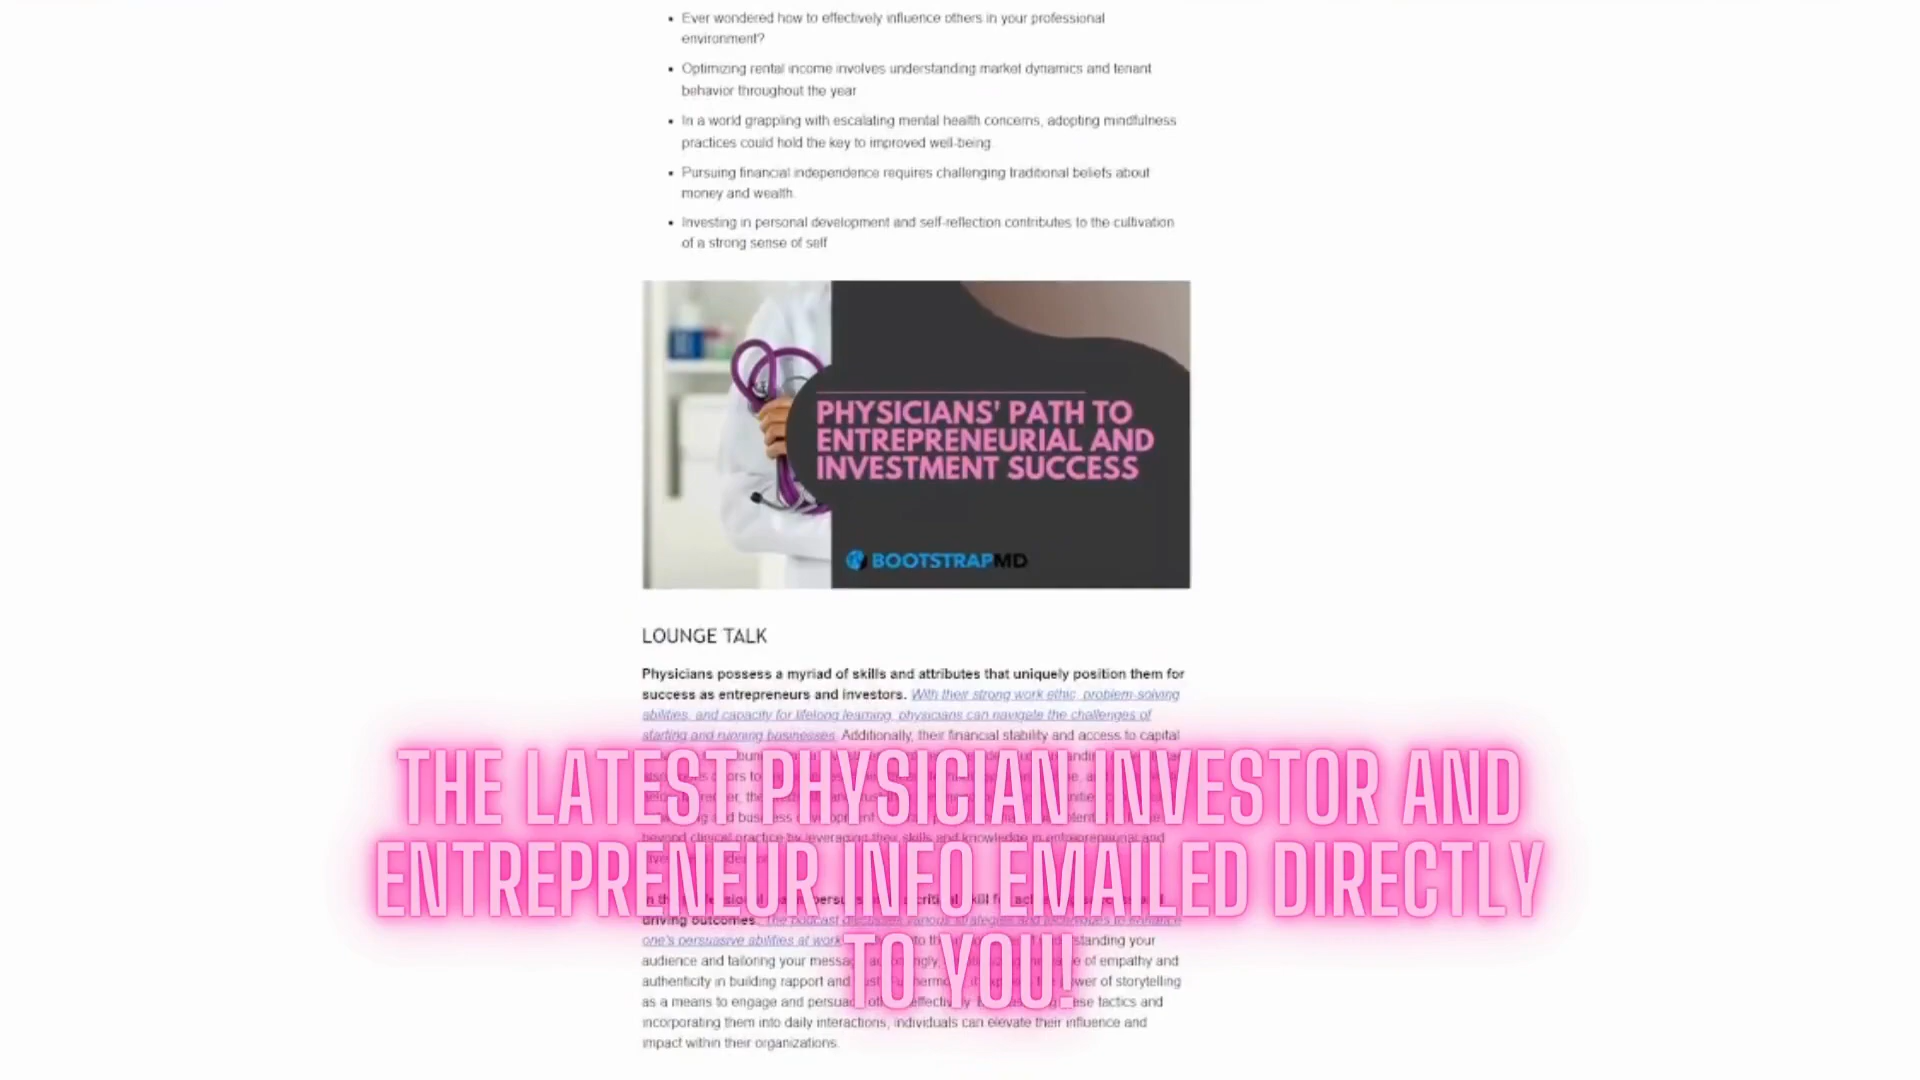 Ever wondered how to effectively influence others in your professional
environment?
Optimizing rental income involves understanding market dynamics and tenant
behavior throughout the year
In a world grappling with escalating mental health concerns, adopting mindfulness
practices could hold the key to improved well-being
Pursuing financial independence requires challenging traditional beliefs about
money and wealth.
Investing in personal development and self-reflection contributes to the cultivation
of a strong sense of self
PHYSICIANS' PATH TO
ENTREPRENEURIAL AND
INVESTMENT SUCCESS
BOOTSTRAPMD
LOUNGE TALK
Physicians possess a myriad of skills and attributes that uniquely position them for
success as entrepreneurs and investors. With their strong work ethic, problem-solving
abilities, and capacity for lifelong learning, physicians can navigate the challenges of
starting and running businesses. Additionally, their financial stability and access to capital
THE LATEST PHYSICIAN INVESTOR AND
beyond clinical practice by leveraging their skills and knowledge in entrepreneurial and
ENTREPRENEUR INFO EMAILED DIRECTLY
driving outcomes. The podcast discusses various strategies and techniques to enhance
one's persuasive abilities at work
TO YOU!
standing your
audience and tailoring your of empathy and
authenticity in building rapport and of storytelling
as a means to engage and tactics and
incorporating them into daily interactions, individuals can elevate their influence and
impact within their organizations.